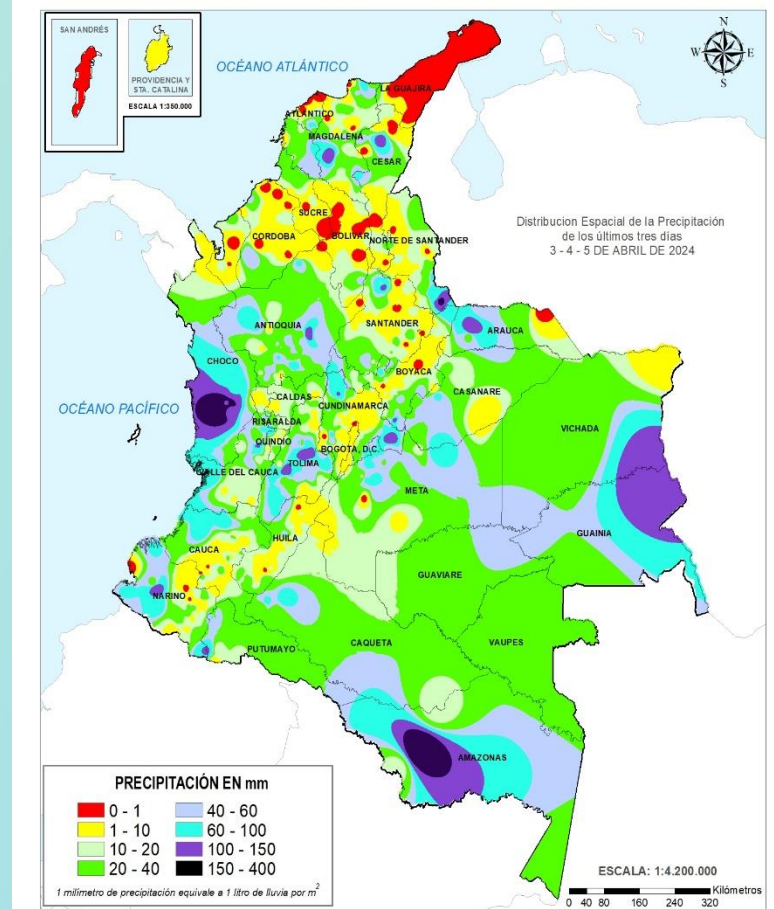 SAN ANDRÉS
PROVIDENCIA Y
STA. CATALINA
ESCALA 1:350.000
N
W
E
S
OCÉANO ATLÁNTICO
LA GUAJIRA
ATLÁNTICO
MAGDALENA
CESAR
Distribucion Espacial de la Precipitación
de los últimos tres días
3 - 4 - 5 DE ABRIL DE 2024
SUCRE
CORDOBA
BOLIVAR
NORTE DE SANTANDER
ANTIOQUIA
SANTANDER
ARAUCA
CHOCO
BOYACA
CASANARE
OCÉANO PACÍFICO
CALDAS
CUNDINAMARCA
RISARALDA
VICHADA
QUINDIO
BOGOTA, D.C.
TOLIMA
VALLE DEL CAUCA
META
GUAINIA
CAUCA
HUILA
GUAVIARE
NARIÑO
PUTUMAYO
CAQUETA
VAUPES
AMAZONAS
PRECIPITACIÓN EN mm
0 - 1
40 - 60
1 - 10
60 - 100
10 - 20
100 - 150
20 - 40
150 - 400
1 milímetro de precipitación equivale a 1 litro de lluvia por m²
ESCALA: 1:4.200.000
Kilómetros
0 40 80 160 240 320